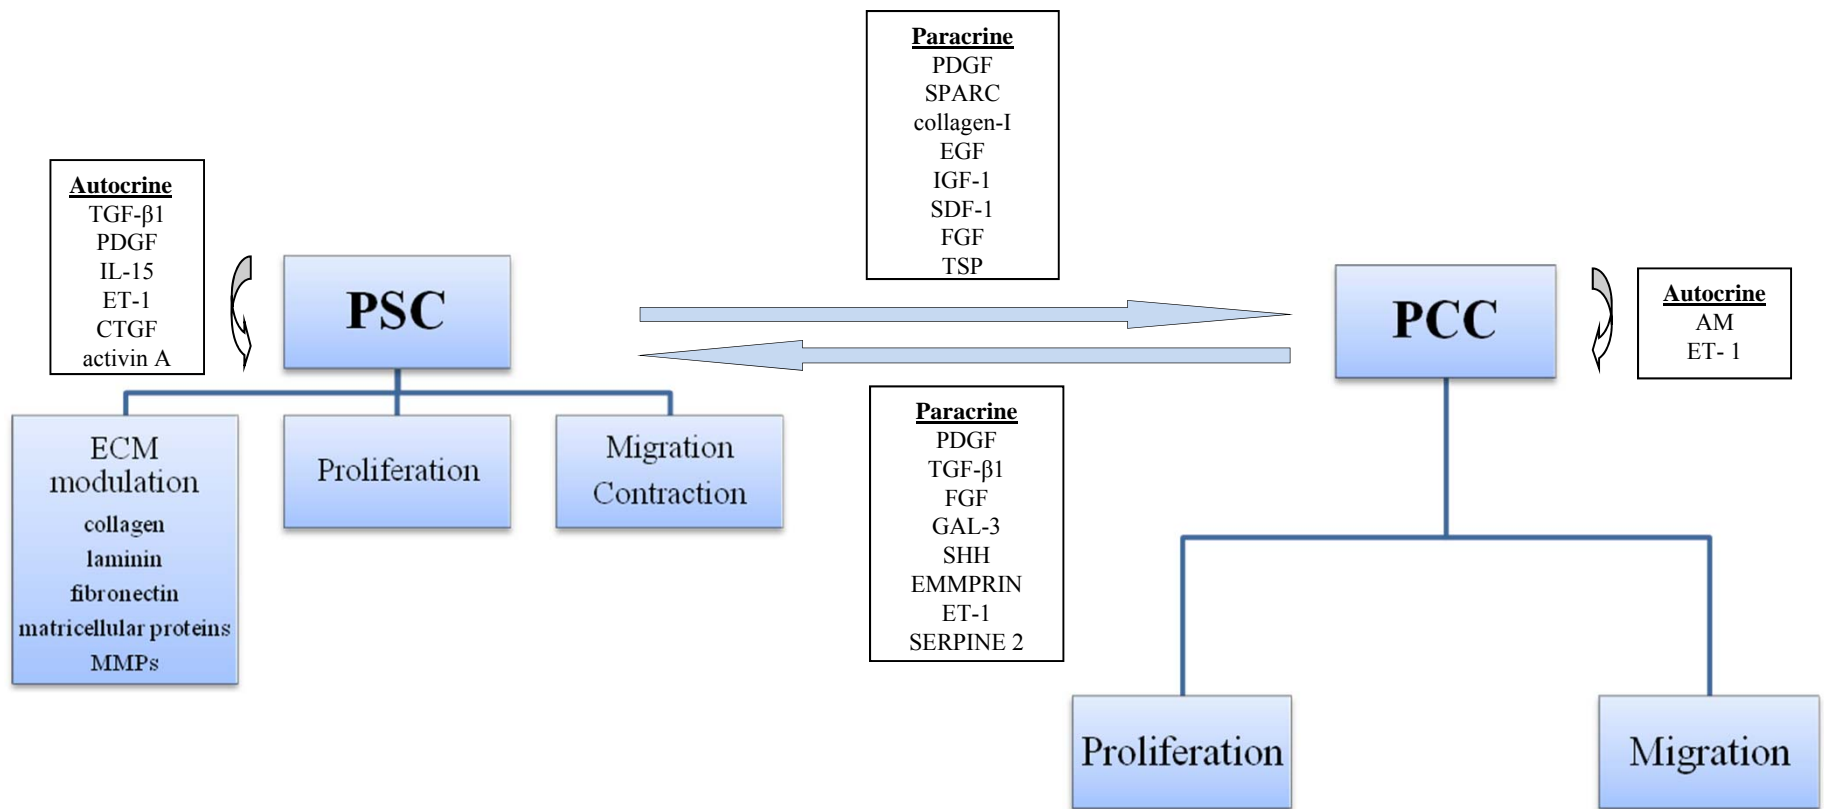 Paracrine
PDGF
SPARC
collagen-I
EGF
IGF-1
SDF-1
FGF
TSP
Autocrine
TGF-β1
PDGF
IL-15
ET-1
CTGF
activin A
PSC
PCC
Autocrine
AM
ET- 1
ECM
modulation
collagen
laminin
fibronectin
matricellular proteins
MMPs
Proliferation
Migration
Contraction
Paracrine
PDGF
TGF-β1
FGF
GAL-3
SHH
EMMPRIN
ET-1
SERPINE 2
Proliferation
Migration